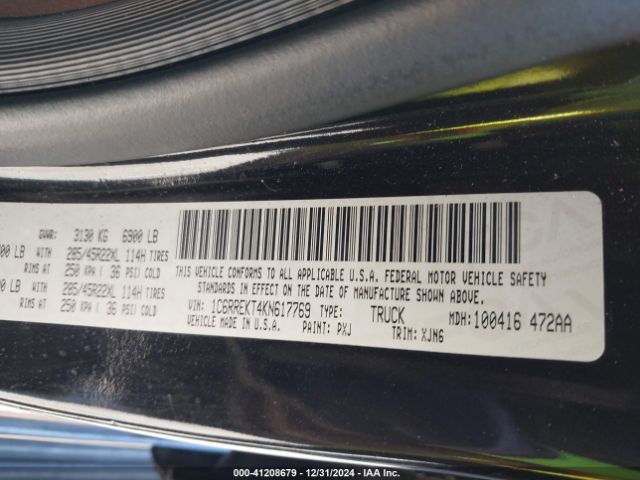 GVWR: 3130 KG 6900 LB
00 LB WITH 285/45R22XL 114H TIRES
RIMS AT 250 KPA ( 36 PSI) COLD
00 LB WITH 285/45R22XL 114H TIRES
RIMS AT 250 KPA ( 36 PSI) COLD
THIS VEHICLE CONFORMS TO ALL APPLICABLE U.S.A. FEDERAL MOTOR VEHICLE SAFETY
STANDARDS IN EFFECT ON THE DATE OF MANUFACTURE SHOWN ABOVE.
VIN: 1C6RREKT4KN617769 TYPE: TRUCK MDH: 100416 472AA
VEHICLE MADE IN U.S.A. PAINT: PXJ TRIM: XJN6
000-41208679 - 12/31/2024 - IAA Inc.